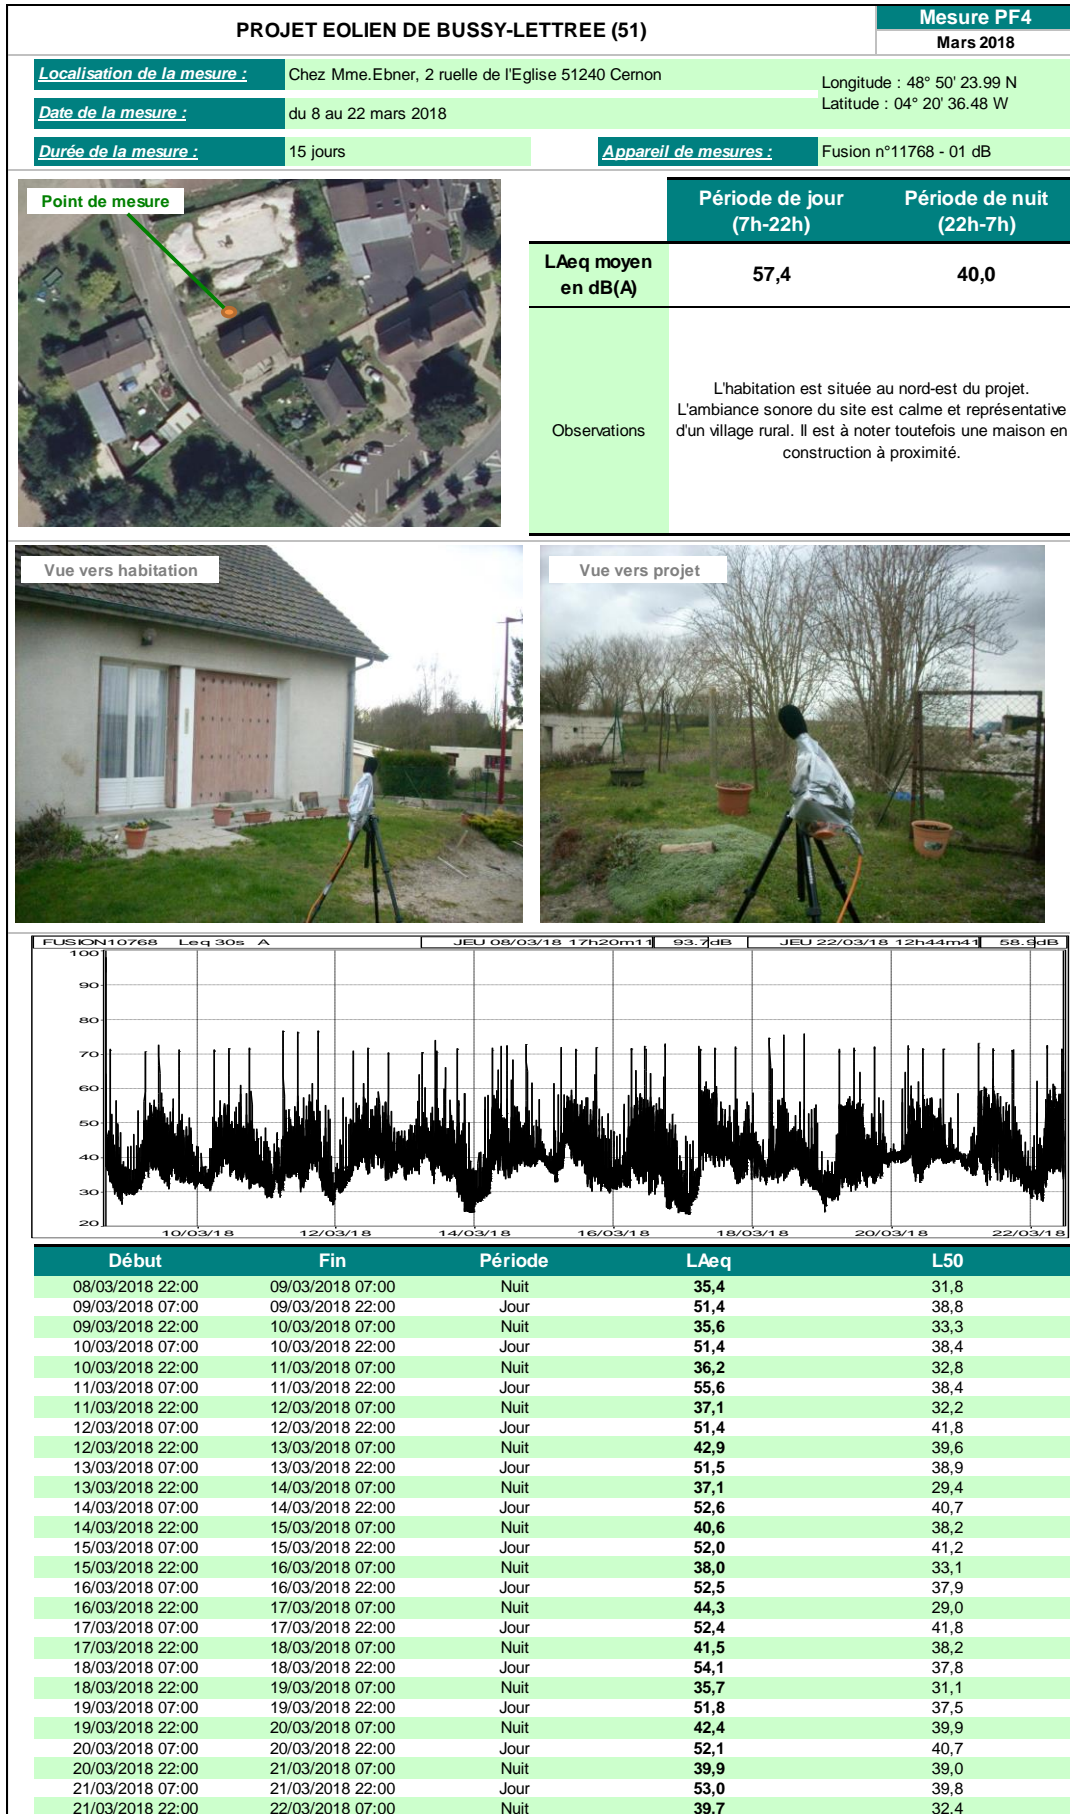 PROJET EOLIEN DE BUSSY-LETTREE (51)
Mesure PF4
Mars 2018
Localisation de la mesure :
Chez Mme.Ebner, 2 ruelle de l'Eglise 51240 Cernon
Longitude : 48° 50' 23.99 N
Latitude : 04° 20' 36.48 W
Date de la mesure :
du 8 au 22 mars 2018
Durée de la mesure :
15 jours
Appareil de mesures :
Fusion n°11768 - 01 dB
Point de mesure
Période de jour
(7h-22h)
Période de nuit
(22h-7h)
LAeq moyen
en dB(A)
57,4
40,0
Observations
L'habitation est située au nord-est du projet.
L'ambiance sonore du site est calme et représentative
d'un village rural. Il est à noter toutefois une maison en
construction à proximité.
Vue vers habitation
Vue vers projet
FUSION10768 Leq 30s A JEU 08/03/18 17h20m11 93.7dB JEU 22/03/18 12h44m41 58.9dB
100
90
80
70
60
50
40
30
20
10/03/18 12/03/18 14/03/18 16/03/18 18/03/18 20/03/18 22/03/18
Début Fin Période LAeq L50
08/03/2018 22:00 09/03/2018 07:00 Nuit 35,4 31,8
09/03/2018 07:00 09/03/2018 22:00 Jour 51,4 38,8
09/03/2018 22:00 10/03/2018 07:00 Nuit 35,6 33,3
10/03/2018 07:00 10/03/2018 22:00 Jour 51,4 38,4
10/03/2018 22:00 11/03/2018 07:00 Nuit 36,2 32,8
11/03/2018 07:00 11/03/2018 22:00 Jour 55,6 38,4
11/03/2018 22:00 12/03/2018 07:00 Nuit 37,1 32,2
12/03/2018 07:00 12/03/2018 22:00 Jour 51,4 41,8
12/03/2018 22:00 13/03/2018 07:00 Nuit 42,9 39,6
13/03/2018 07:00 13/03/2018 22:00 Jour 51,5 38,9
13/03/2018 22:00 14/03/2018 07:00 Nuit 37,1 29,4
14/03/2018 07:00 14/03/2018 22:00 Jour 52,6 40,7
14/03/2018 22:00 15/03/2018 07:00 Nuit 40,6 38,2
15/03/2018 07:00 15/03/2018 22:00 Jour 52,0 41,2
15/03/2018 22:00 16/03/2018 07:00 Nuit 38,0 33,1
16/03/2018 07:00 16/03/2018 22:00 Jour 52,5 37,9
16/03/2018 22:00 17/03/2018 07:00 Nuit 44,3 29,0
17/03/2018 07:00 17/03/2018 22:00 Jour 52,4 41,8
17/03/2018 22:00 18/03/2018 07:00 Nuit 41,5 38,2
18/03/2018 07:00 18/03/2018 22:00 Jour 54,1 37,8
18/03/2018 22:00 19/03/2018 07:00 Nuit 35,7 31,1
19/03/2018 07:00 19/03/2018 22:00 Jour 51,8 37,5
19/03/2018 22:00 20/03/2018 07:00 Nuit 42,4 39,9
20/03/2018 07:00 20/03/2018 22:00 Jour 52,1 40,7
20/03/2018 22:00 21/03/2018 07:00 Nuit 39,9 39,0
21/03/2018 07:00 21/03/2018 22:00 Jour 53,0 39,8
21/03/2018 22:00 22/03/2018 07:00 Nuit 39,7 32,4